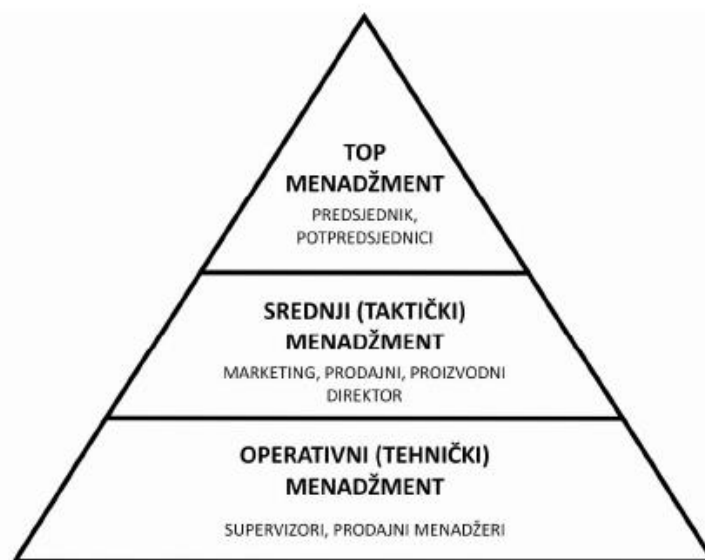 TOP
MENADŽMENT
PREDSJEDNIK,
POTPREDSJEDNICI
SREDNJI (TAKTIČKI)
MENADŽMENT
MARKETING, PRODAJNI, PROIZVODNI
DIREKTOR
OPERATIVNI (TEHNIČKI)
MENADŽMENT
SUPERVIZORI, PRODAJNI MENADŽERI